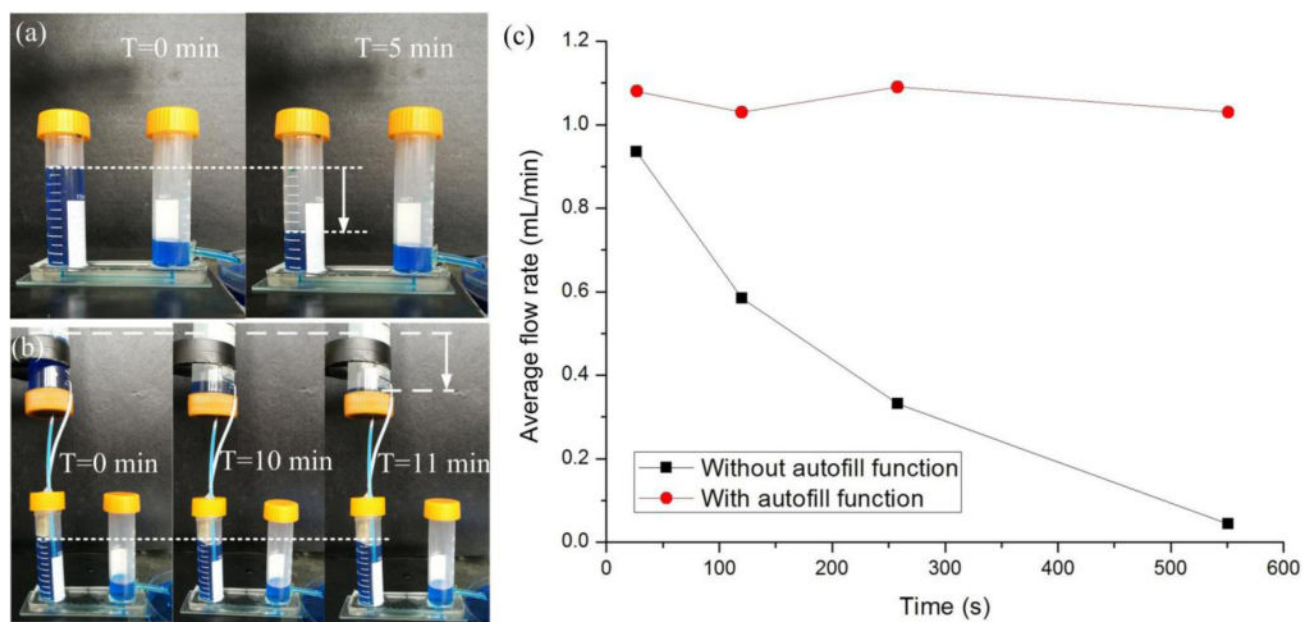 (a)
T=0 min
T=5 min
(b)
T=0 min
T=10 min
T=11 min
(c)
1.2
1.0
0.8
0.6
0.4
0.2
0.0
Average flow rate (mL/min)
Without autofill function
With autofill function
0
100
200
300
400
500
600
Time (s)